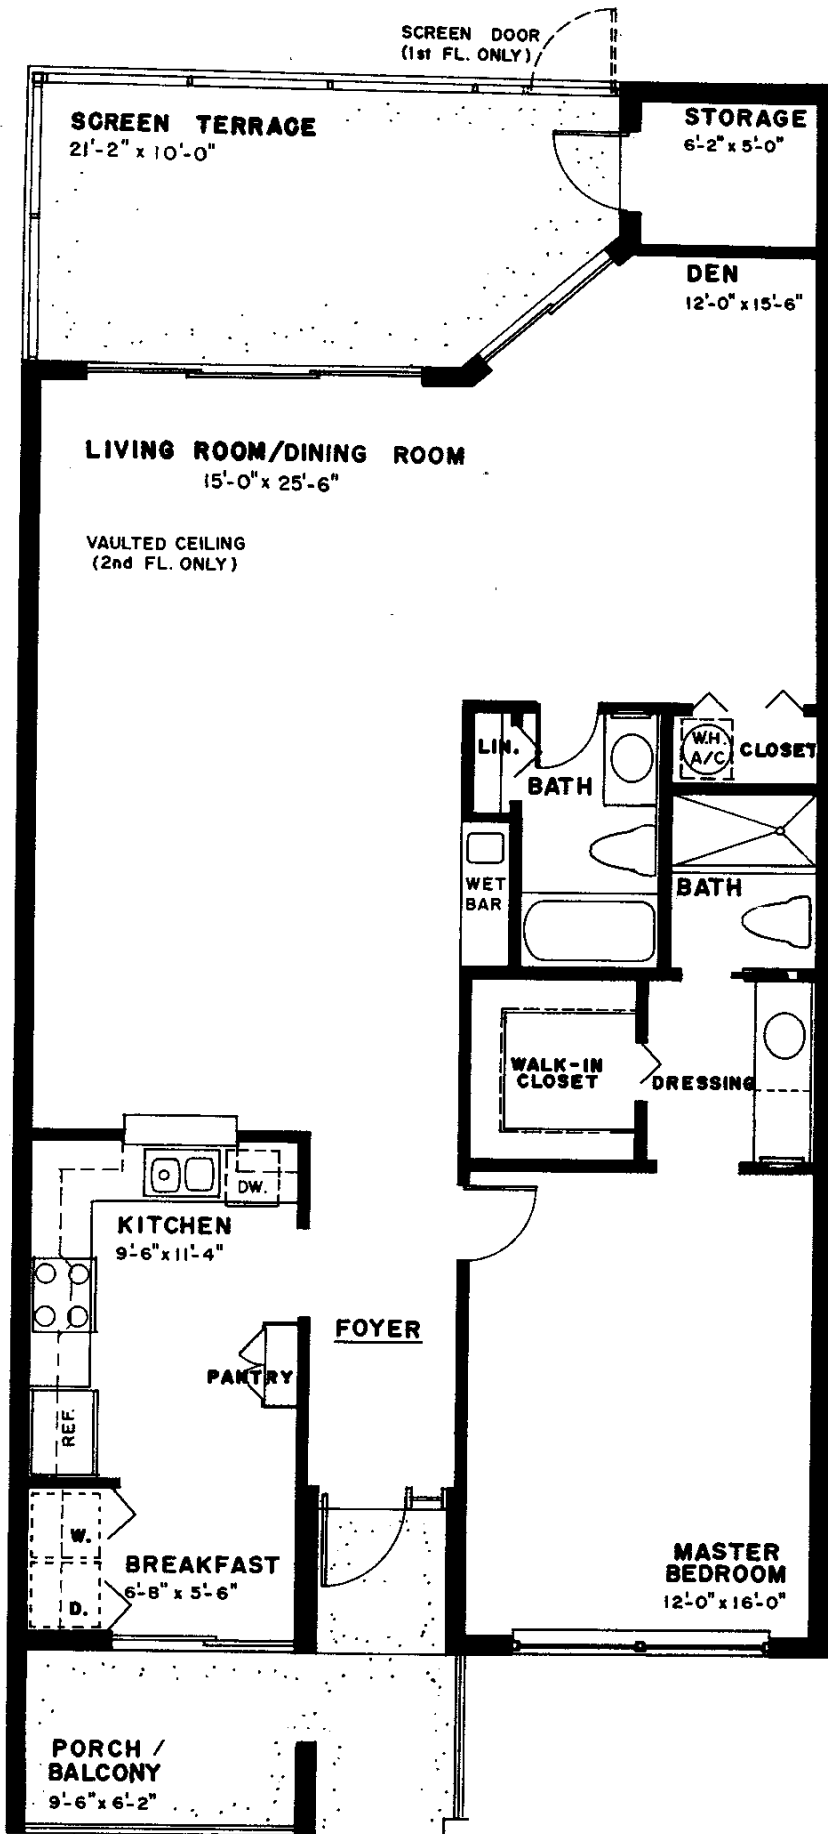 SCREEN DOOR
(1st FL. ONLY)
SCREEN TERRACE
21'-2" x 10'-0"
STORAGE
6'-2" x 5'-0"
DEN
12'-0" x 15'-6"
LIVING ROOM/DINING ROOM
15'-0" x 25'-6"
VAULTED CEILING
(2nd FL. ONLY)
LIN.
BATH
W.H.
A/C
CLOSET
WET
BAR
BATH
WALK-IN
CLOSET
DRESSING
DW.
KITCHEN
9'-6" x 11'-4"
FOYER
PANTRY
REF.
W.
BREAKFAST
6'-8" x 5'-6"
D.
MASTER
BEDROOM
12'-0" x 16'-0"
PORCH /
BALCONY
9'-6" x 6'-2"